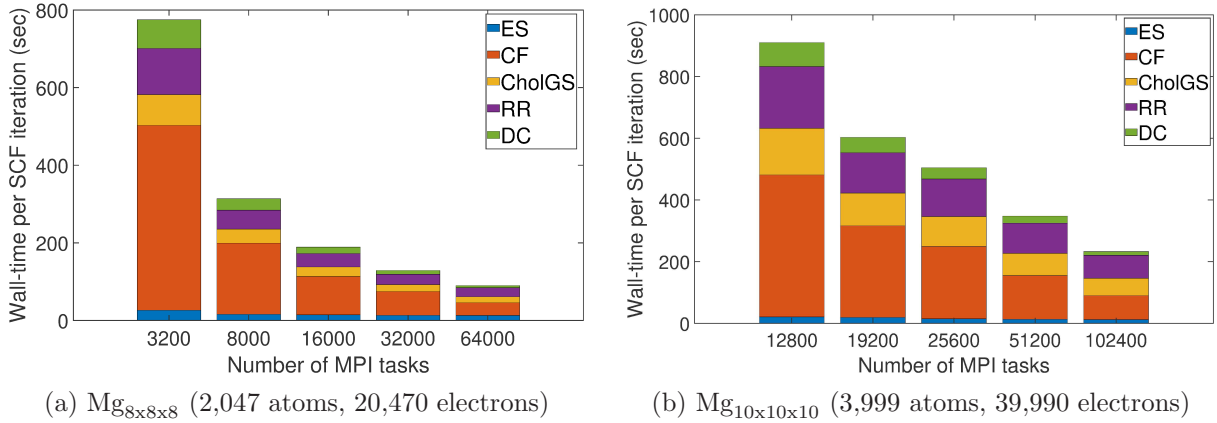 800
600
400
200
0
Wall-time per SCF iteration (sec)
ES
CF
CholGS
RR
DC
3200 8000 16000 32000 64000
Number of MPI tasks
(a) Mg8x8x8 (2,047 atoms, 20,470 electrons)
1000
800
600
400
200
0
Wall-time per SCF iteration (sec)
ES
CF
CholGS
RR
DC
12800 19200 25600 51200 102400
Number of MPI tasks
(b) Mg10x10x10 (3,999 atoms, 39,990 electrons)